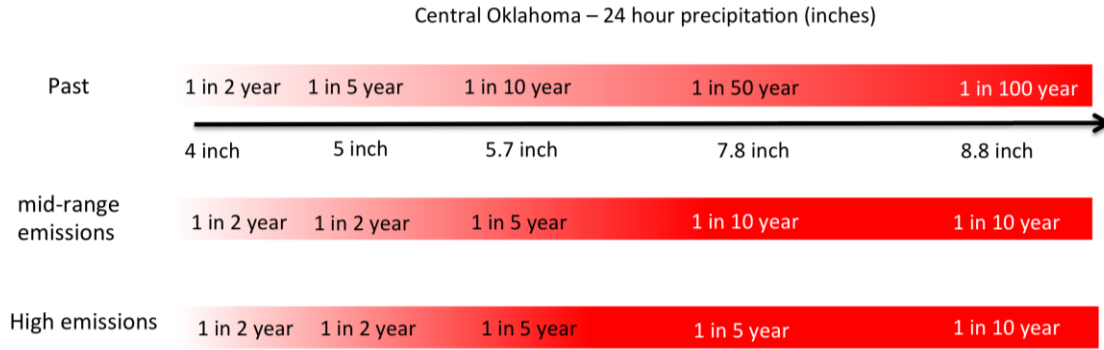 Central Oklahoma – 24 hour precipitation (inches)
Past 1 in 2 year 1 in 5 year 1 in 10 year 1 in 50 year 1 in 100 year
4 inch 5 inch 5.7 inch 7.8 inch 8.8 inch
mid-range
emissions 1 in 2 year 1 in 2 year 1 in 5 year 1 in 10 year 1 in 10 year
High emissions 1 in 2 year 1 in 2 year 1 in 5 year 1 in 5 year 1 in 10 year